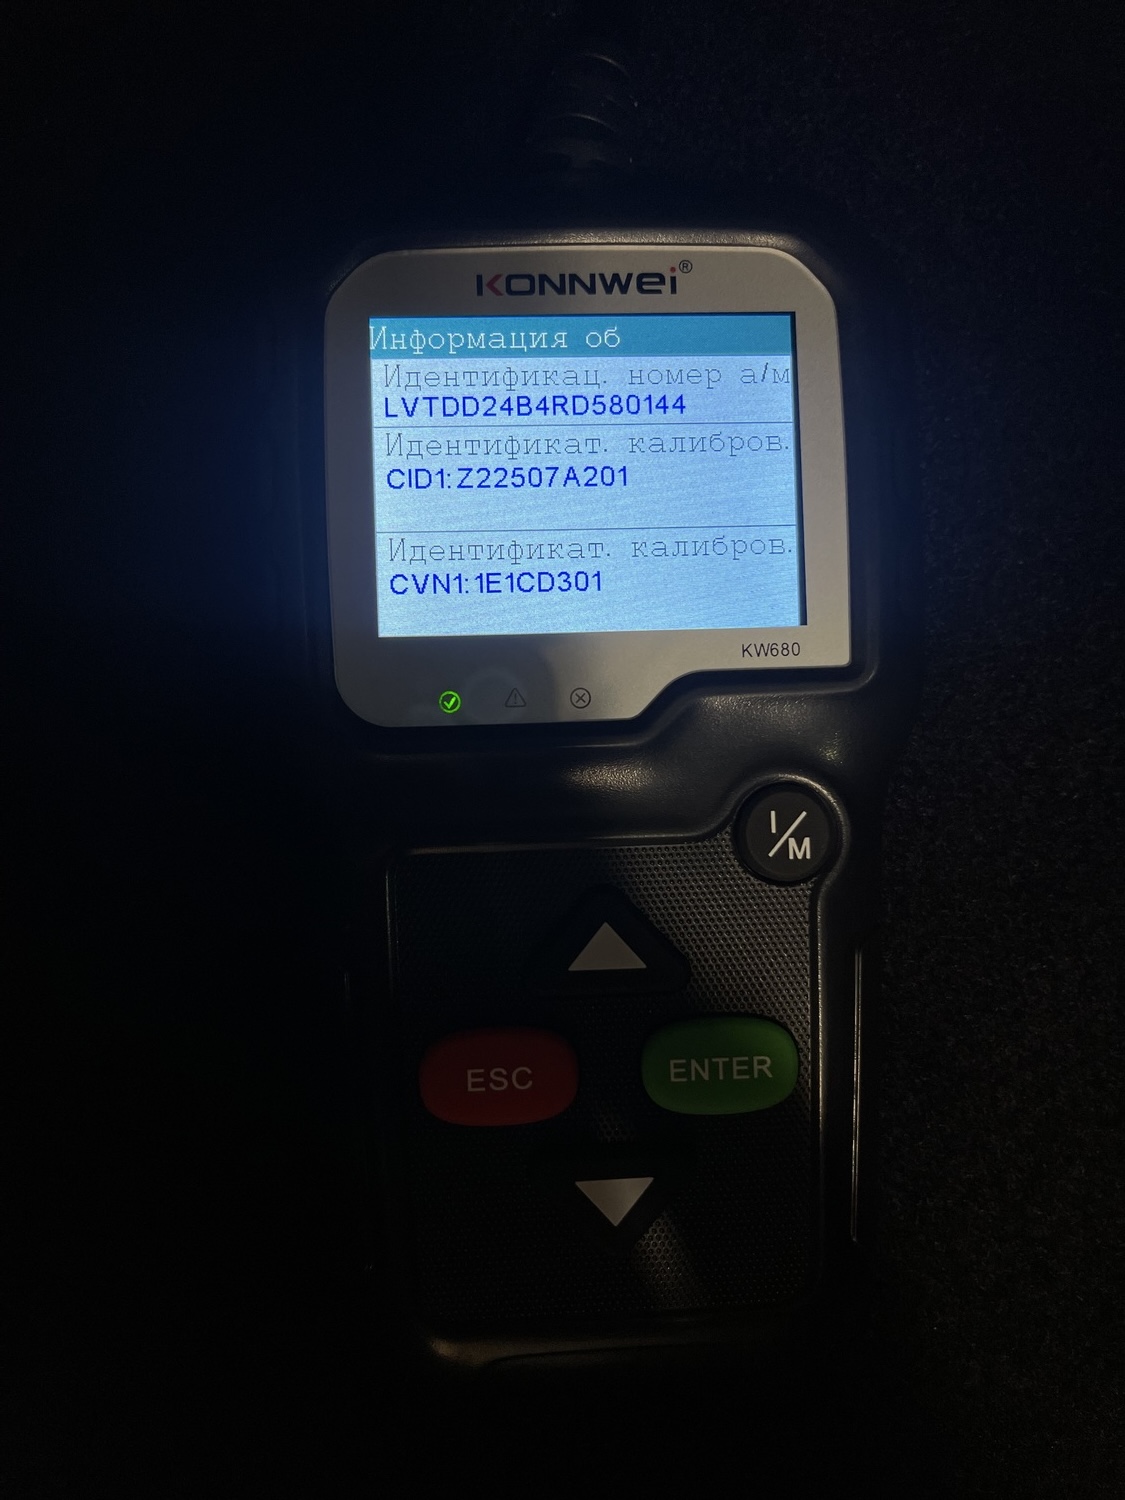 KONNWEI®
Информация об
Идентификац. номер а/м
LVTDD24B4RD580144
Идентификат. калибров.
CID1:Z22507A201
Идентификат. калибров.
CVN1:1E1CD301
KW680
I/M
ESC
ENTER